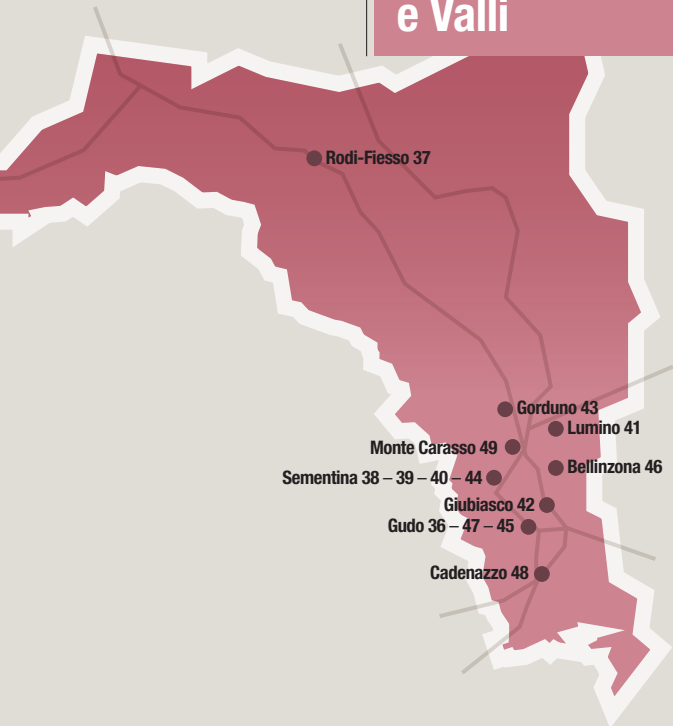 e Valli
Rodi-Fiesso 37
Gorduno 43
Lumino 41
Monte Carasso 49
Bellinzona 46
Sementina 38 – 39 – 40 – 44
Giubiasco 42
Gudo 36 – 47 – 45
Cadenazzo 48